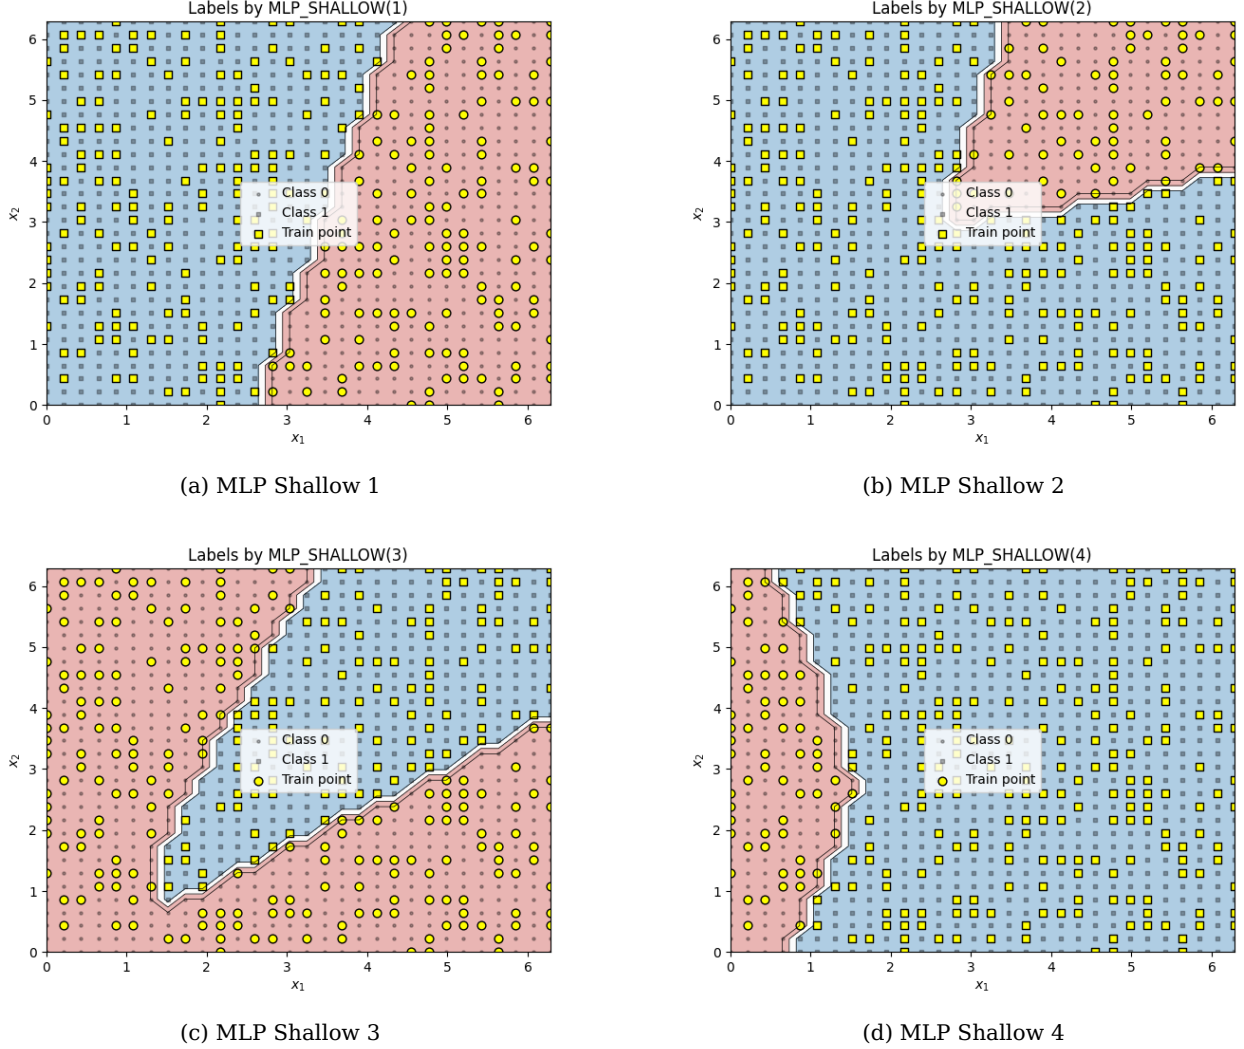 Labels by MLP_SHALLOW(1)
6
5
4
3
2
1
0
x₂
Class 0
Class 1
Train point
0 1 2 3 4 5 6
x₁
(a) MLP Shallow 1
Labels by MLP_SHALLOW(2)
6
5
4
3
2
1
0
x₂
Class 0
Class 1
Train point
0 1 2 3 4 5 6
x₁
(b) MLP Shallow 2
Labels by MLP_SHALLOW(3)
6
5
4
3
2
1
0
x₂
Class 0
Class 1
Train point
0 1 2 3 4 5 6
x₁
(c) MLP Shallow 3
Labels by MLP_SHALLOW(4)
6
5
4
3
2
1
0
x₂
Class 0
Class 1
Train point
0 1 2 3 4 5 6
x₁
(d) MLP Shallow 4